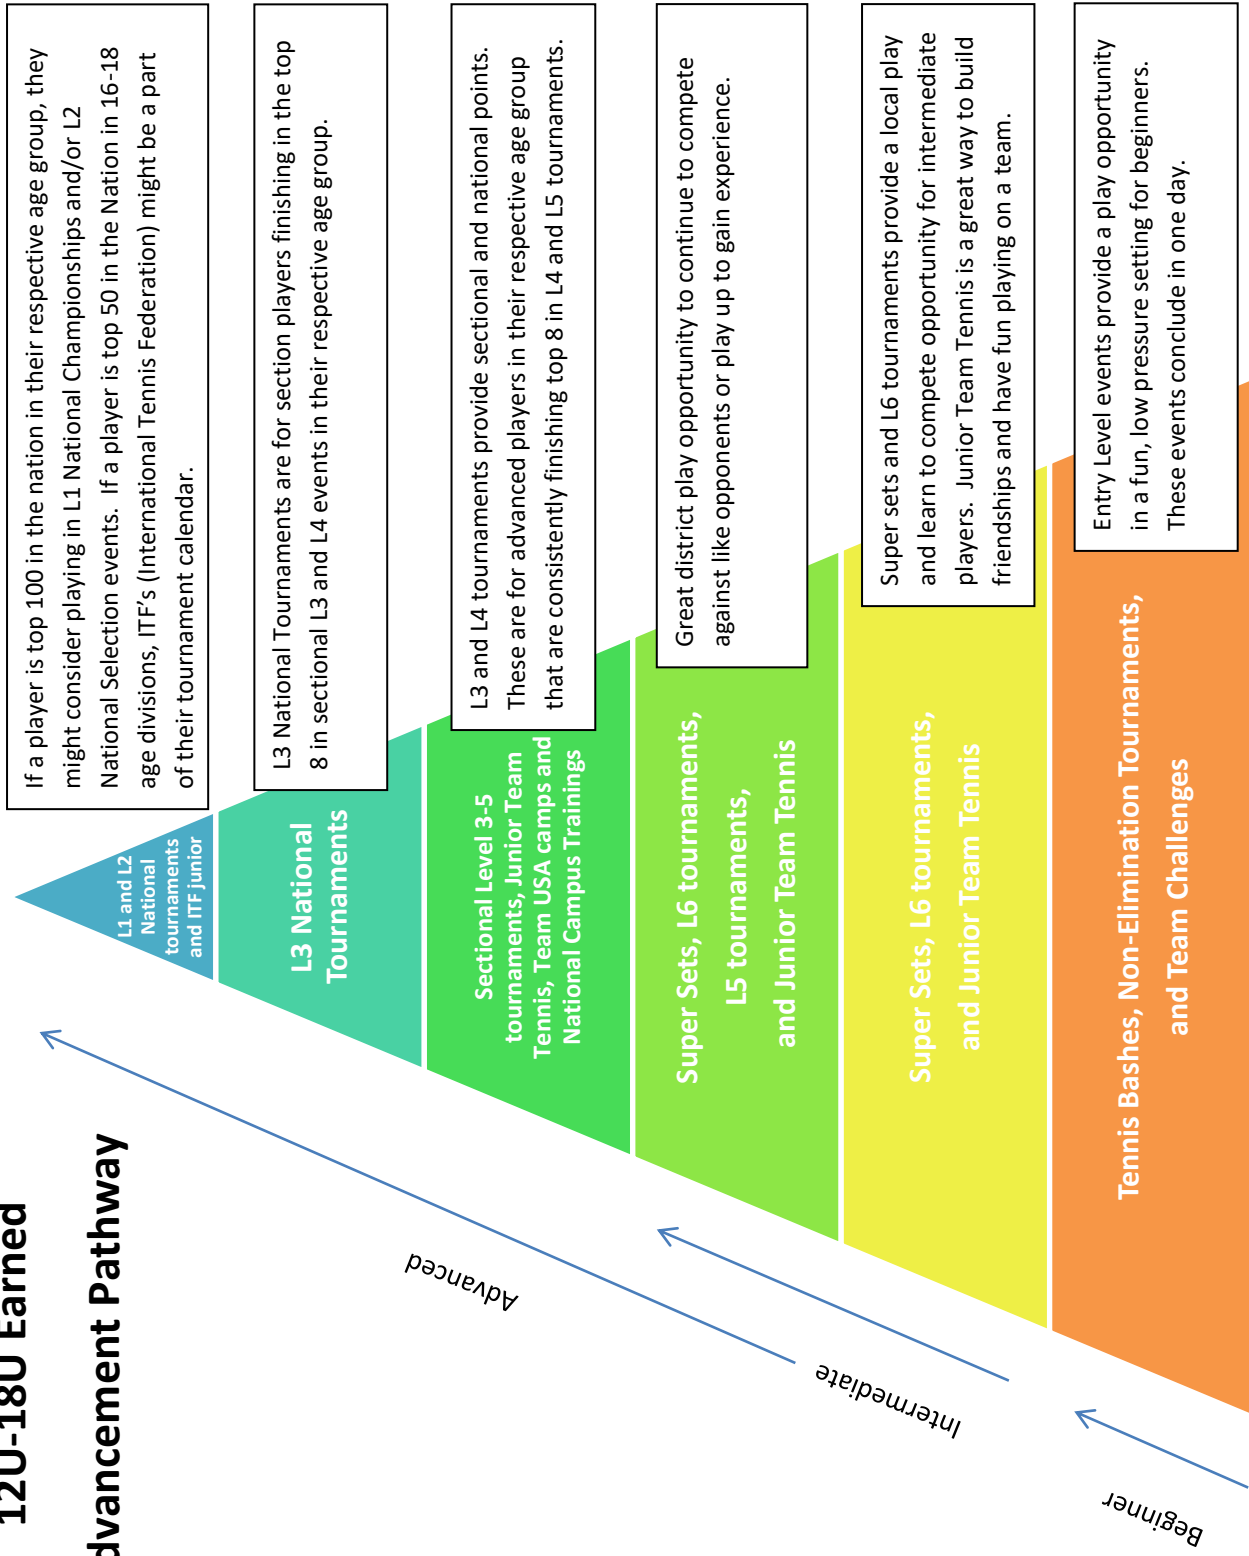 12U-18U Earned
dvancement Pathway
If a player is top 100 in the nation in their respective age group, they
might consider playing in L1 National Championships and/or L2
National Selection events.  If a player is top 50 in the Nation in 16-18
age divisions, ITF's (International Tennis Federation) might be a part
of their tournament calendar.
L1 and L2
National
tournaments
and ITF junior
L3 National Tournaments are for section players finishing in the top
8 in sectional L3 and L4 events in their respective age group.
L3 National
Tournaments
L3 and L4 tournaments provide sectional and national points.
These are for advanced players in their respective age group
that are consistently finishing top 8 in L4 and L5 tournaments.
Sectional Level 3-5
tournaments, Junior Team
Tennis, Team USA camps and
National Campus Trainings
Great district play opportunity to continue to compete
against like opponents or play up to gain experience.
Super Sets, L6 tournaments,
L5 tournaments,
and Junior Team Tennis
Super sets and L6 tournaments provide a local play
and learn to compete opportunity for intermediate
players.  Junior Team Tennis is a great way to build
friendships and have fun playing on a team.
Super Sets, L6 tournaments,
and Junior Team Tennis
Entry Level events provide a play opportunity
in a fun, low pressure setting for beginners.
These events conclude in one day.
Tennis Bashes, Non-Elimination Tournaments,
and Team Challenges
Advanced
Intermediate
Beginner